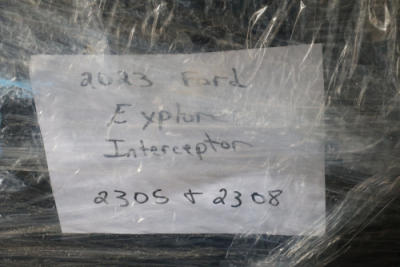 2023 Ford
Explorer
Interceptor
2305 + 2308